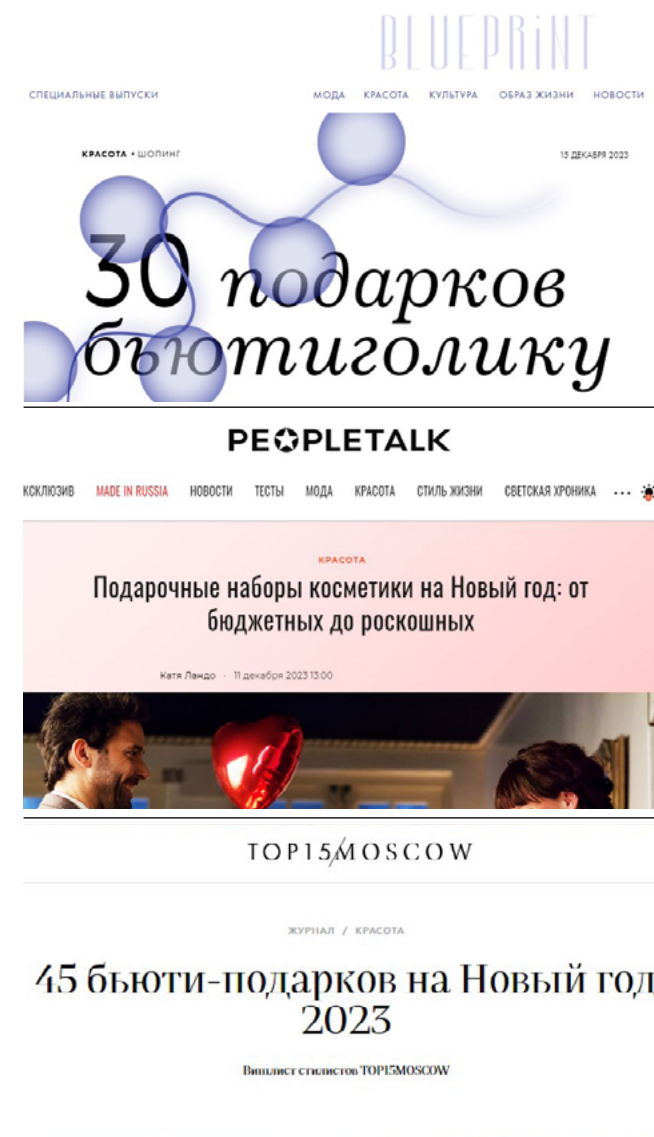 BLUEPRiNT
СПЕЦИАЛЬНЫЕ ВЫПУСКИ МОДА КРАСОТА КУЛЬТУРА ОБРАЗ ЖИЗНИ НОВОСТИ
КРАСОТА • ШОПИНГ 15 ДЕКАБРЯ 2023
30 подарков
бьютиголику
PEOPLETALK
КСКЛЮЗИВ MADE IN RUSSIA НОВОСТИ ТЕСТЫ МОДА КРАСОТА СТИЛЬ ЖИЗНИ СВЕТСКАЯ ХРОНИКА ...
КРАСОТА
Подарочные наборы косметики на Новый год: от
бюджетных до роскошных
Катя Ландо · 11 декабря 2023 13:00
TOP15MOSCOW
ЖУРНАЛ / КРАСОТА
45 бьюти-подарков на Новый год
2023
Вишлист стилистов TOP15MOSCOW